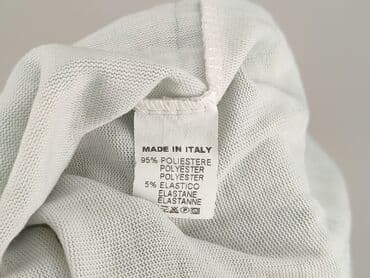 MADE IN ITALY
95% POLIESTERE
POLYESTER
POLYESTER
5% ELASTICO
ELASTANE
ELASTANNE